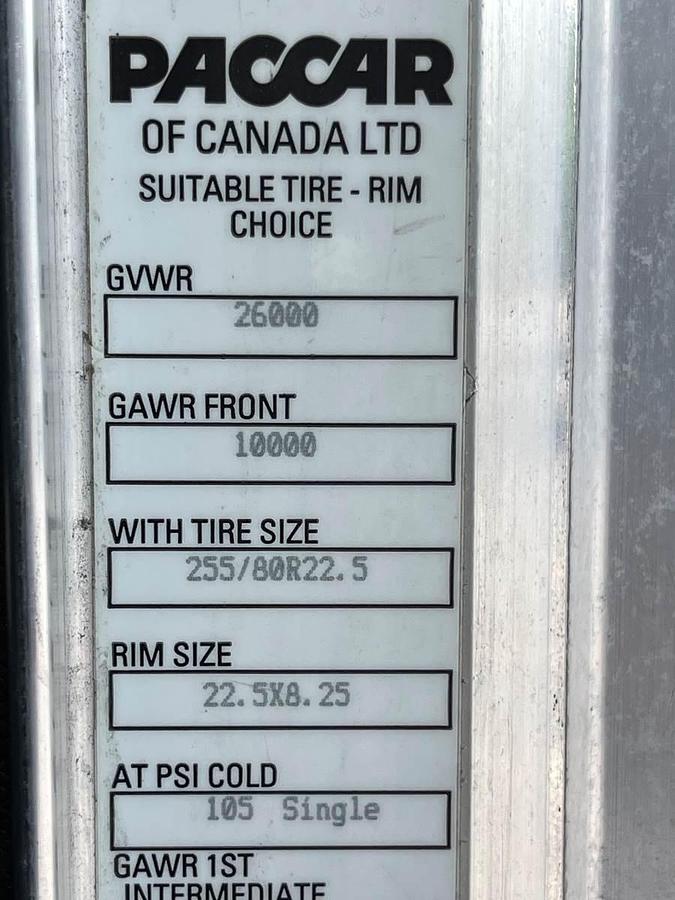 PACCAR
OF CANADA LTD
SUITABLE TIRE - RIM
CHOICE
GVWR
26000
GAWR FRONT
10000
WITH TIRE SIZE
255/80R22.5
RIM SIZE
22.5X8.25
AT PSI COLD
105 Single
GAWR 1ST
INTERMEDIATE